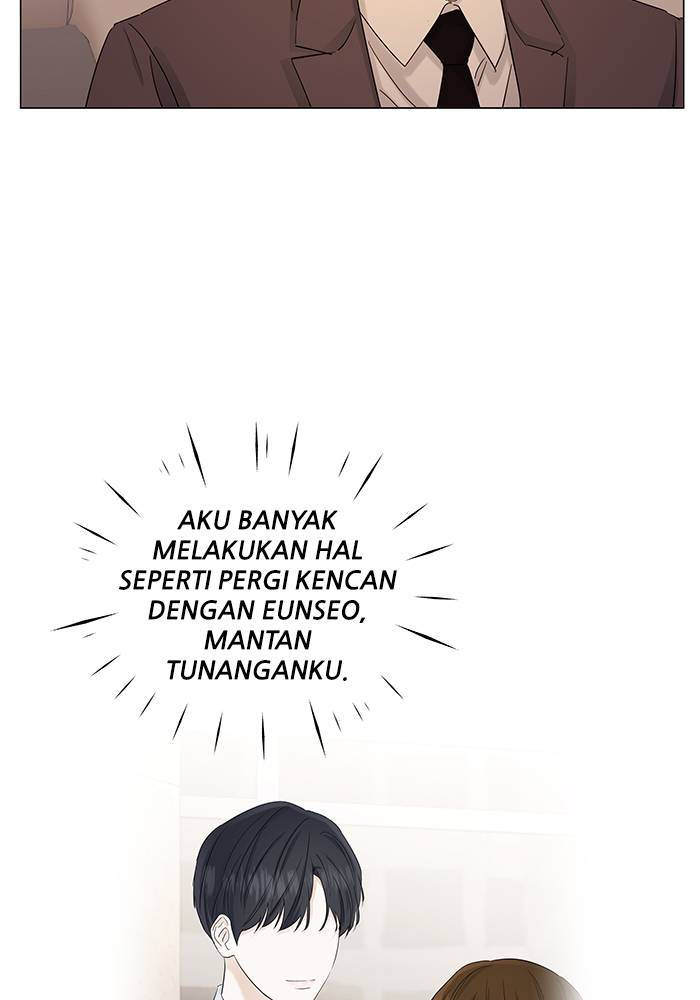 AKU BANYAK
MELAKUKAN HAL
SEPERTI PERGI KENCAN
DENGAN EUNSEO,
MANTAN
TUNANGANKU.